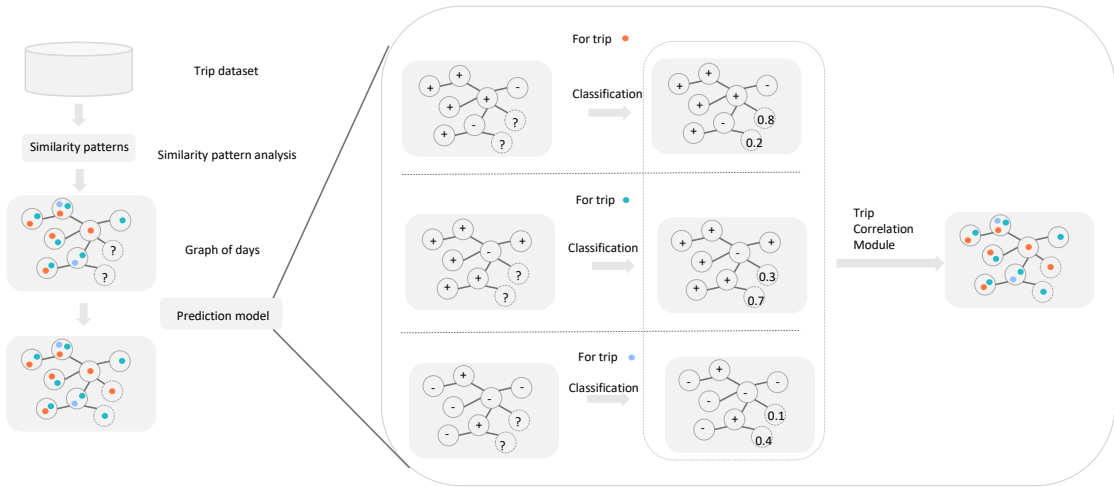 Trip dataset
Similarity patterns
Similarity pattern analysis
Graph of days
? ?
Prediction model
For trip
Classification
+ + + + - - + ? ?
+ + + + - - + 0.8 0.2
For trip
Classification
+ + + - + + + ? ?
+ + + - + + + 0.3 0.7
For trip
Classification
- + - - - + - ? ?
- + - - - + - 0.1 0.4
Trip
Correlation
Module